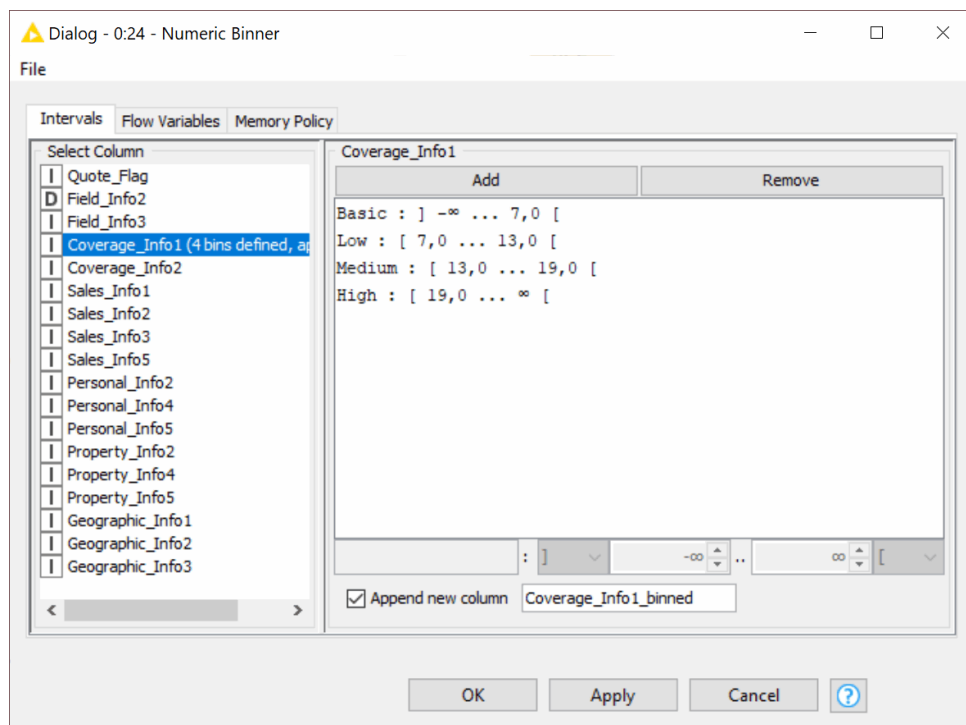 Dialog - 0:24 - Numeric Binner
File
Intervals Flow Variables Memory Policy
Select Column
I Quote_Flag
D Field_Info2
I Field_Info3
I Coverage_Info1 (4 bins defined, ap
I Coverage_Info2
I Sales_Info1
I Sales_Info2
I Sales_Info3
I Sales_Info5
I Personal_Info2
I Personal_Info4
I Personal_Info5
I Property_Info2
I Property_Info4
I Property_Info5
I Geographic_Info1
I Geographic_Info2
I Geographic_Info3
Coverage_Info1
Add Remove
Basic : ] -∞ ... 7,0 [
Low : [ 7,0 ... 13,0 [
Medium : [ 13,0 ... 19,0 [
High : [ 19,0 ... ∞ [
: ] -∞ .. ∞ [
Append new column Coverage_Info1_binned
OK Apply Cancel ?